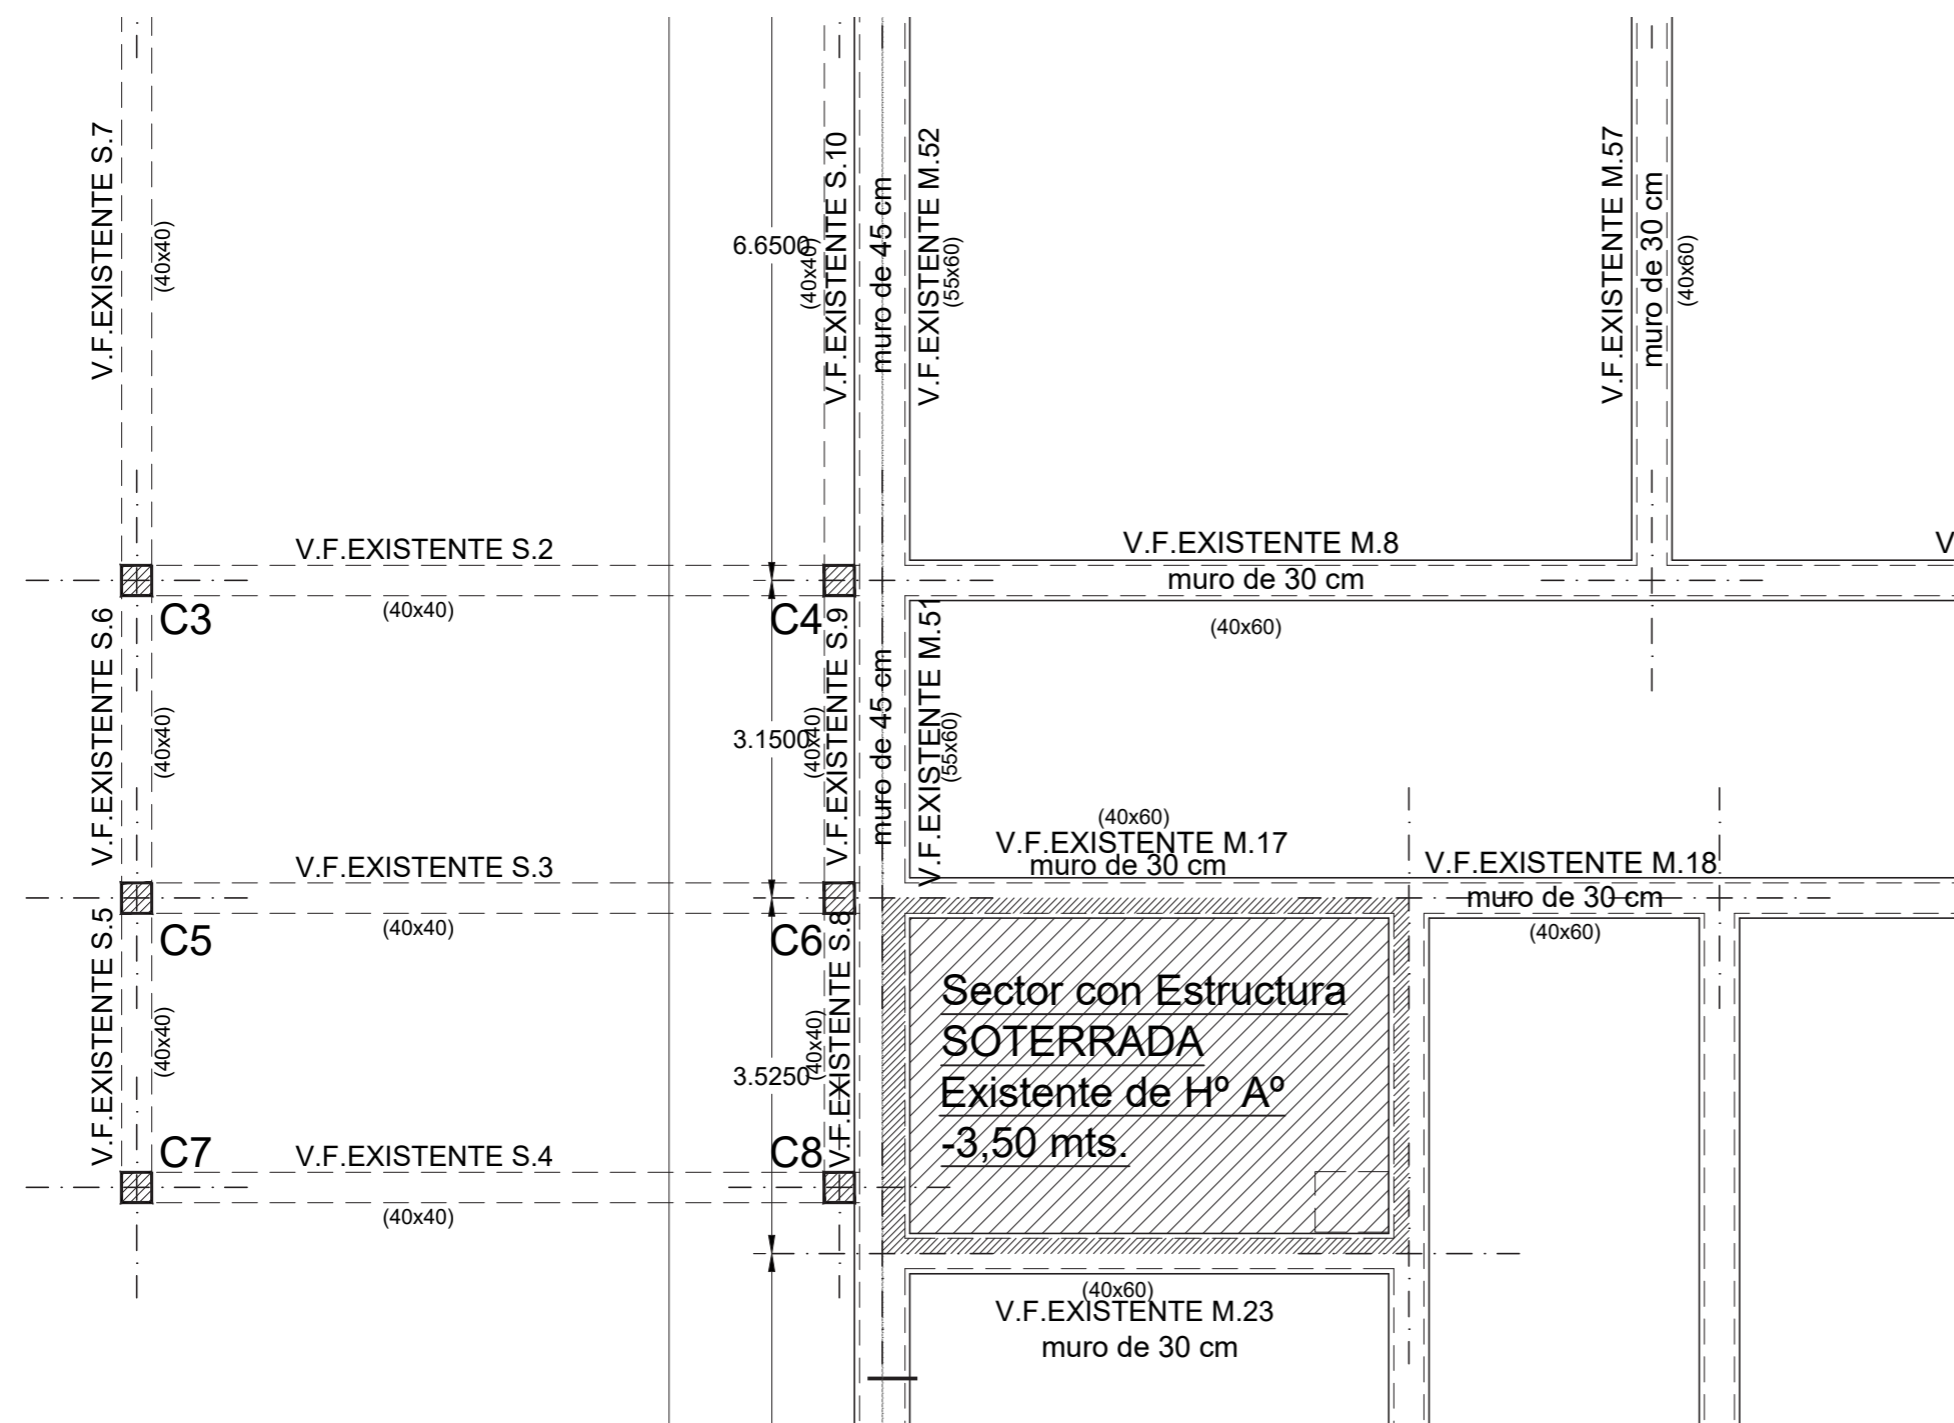 V.F.EXISTENTE S.7
(40x40)
6.6500
(40x40)
V.F.EXISTENTE S.10
muro de 45 cm
V.F.EXISTENTE M.52
(55x60)
V.F.EXISTENTE M.57
muro de 30 cm
(40x60)
V.F.EXISTENTE S.2
(40x40)
V.F.EXISTENTE M.8
muro de 30 cm
(40x60)
V
C3
C4
V.F.EXISTENTE S.6
(40x40)
3.1500
(40x40)
V.F.EXISTENTE S.9
muro de 45 cm
V.F.EXISTENTE M.51
(55x60)
(40x60)
V.F.EXISTENTE M.17
muro de 30 cm
V.F.EXISTENTE M.18
muro de 30 cm
(40x60)
V.F.EXISTENTE S.3
(40x40)
C5
C6
V.F.EXISTENTE S.5
(40x40)
3.5250
(40x40)
V.F.EXISTENTE S.8
Sector con Estructura
SOTERRADA
Existente de Hº Aº
-3,50 mts.
C7
V.F.EXISTENTE S.4
(40x40)
C8
(40x60)
V.F.EXISTENTE M.23
muro de 30 cm